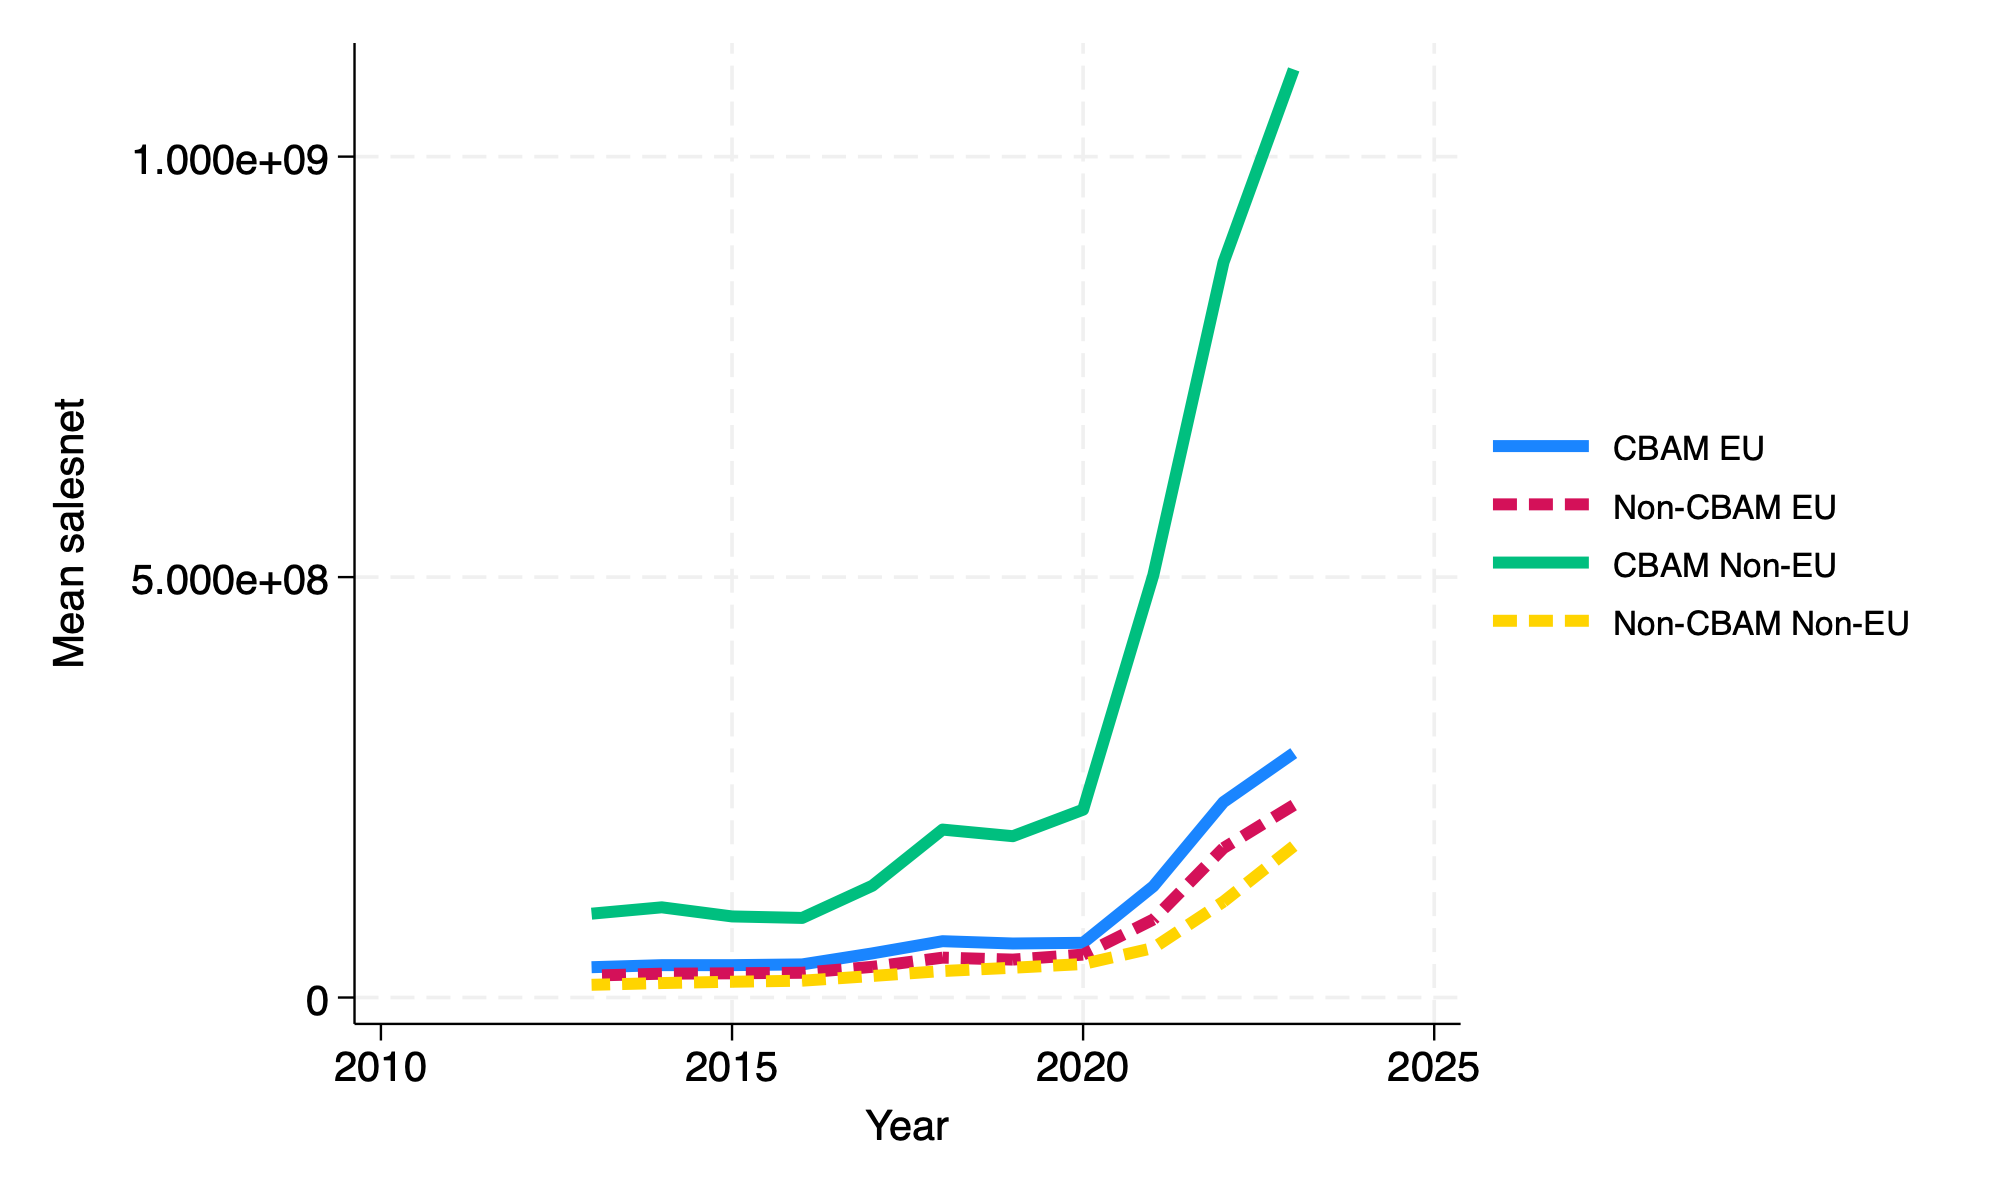 1.000e+09
5.000e+08
0
Mean salesnet
2010 2015 2020 2025
Year
CBAM EU
Non-CBAM EU
CBAM Non-EU
Non-CBAM Non-EU